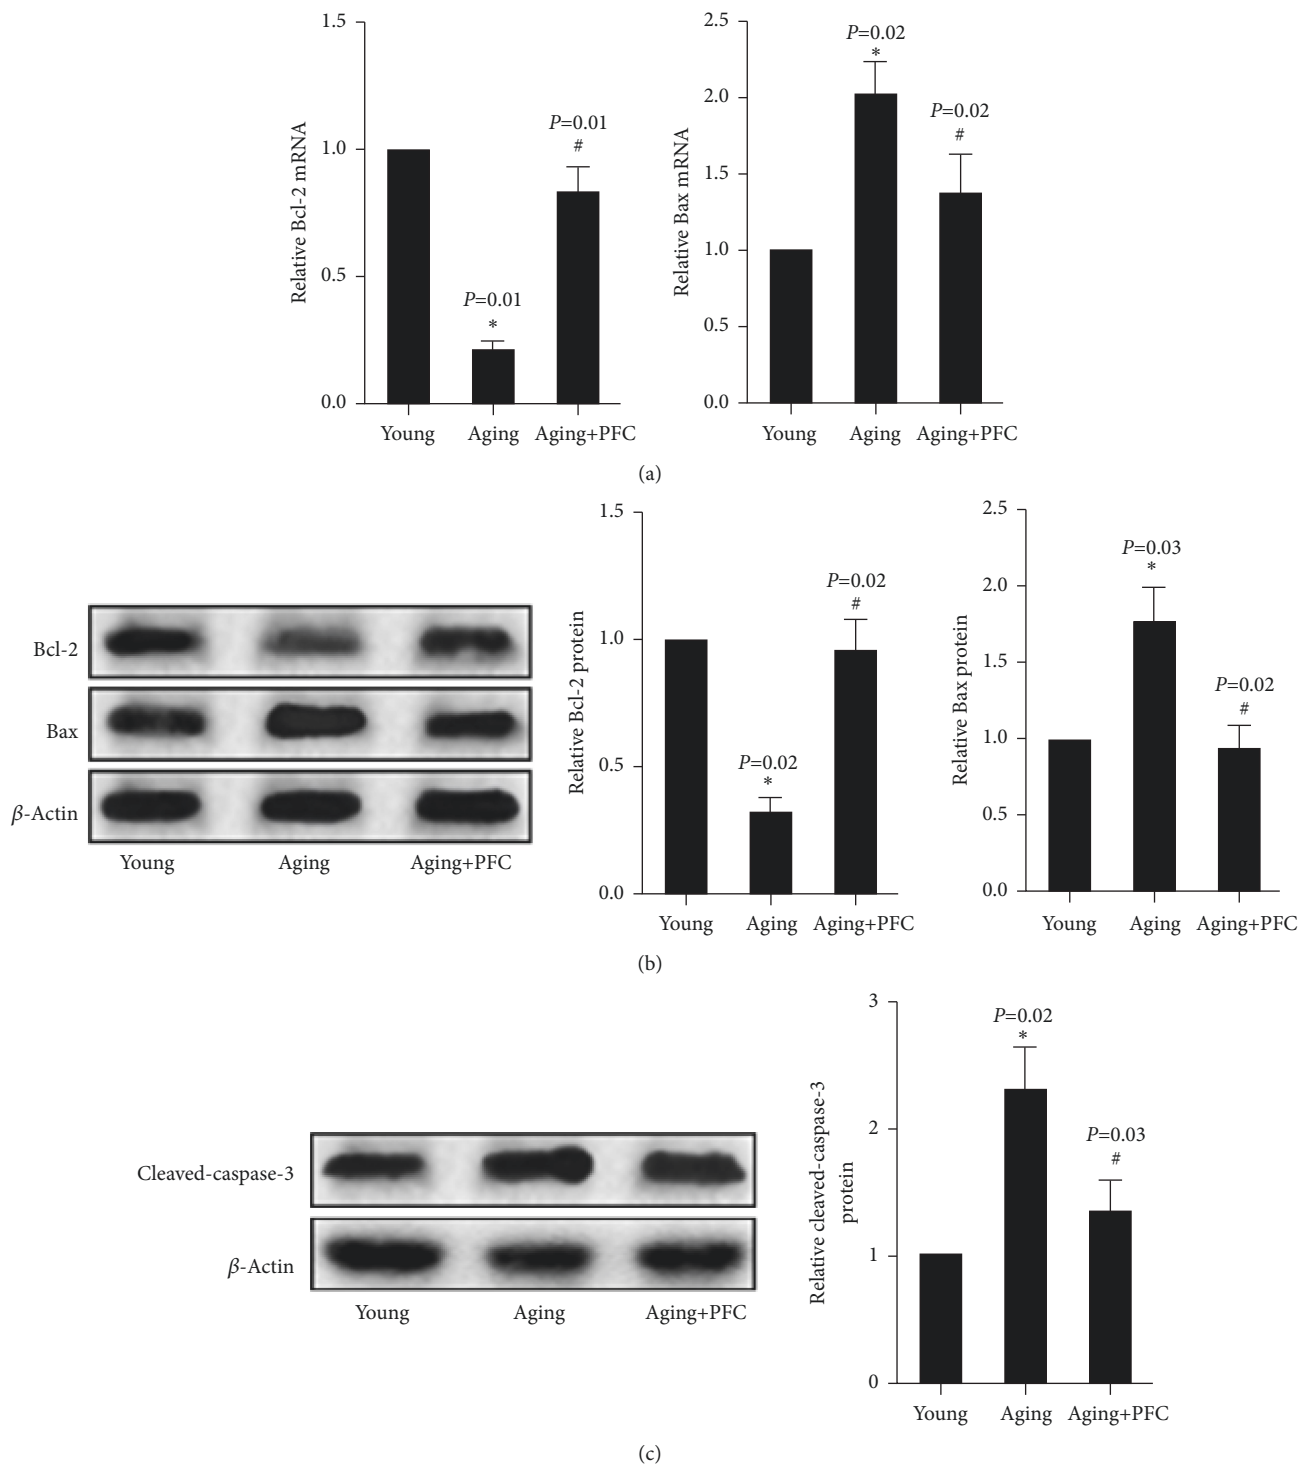 Relative Bcl-2 mRNA
1.5
1.0
0.5
0.0
P=0.01
*
P=0.01
#
Young Aging Aging+PFC
Relative Bax mRNA
2.5
2.0
1.5
1.0
0.5
0.0
P=0.02
*
P=0.02
#
Young Aging Aging+PFC
(a)
Bcl-2
Bax
β-Actin
Young Aging Aging+PFC
Relative Bcl-2 protein
1.5
1.0
0.5
0.0
P=0.02
*
P=0.02
#
Young Aging Aging+PFC
Relative Bax protein
2.5
2.0
1.5
1.0
0.5
0.0
P=0.03
*
P=0.02
#
Young Aging Aging+PFC
(b)
Cleaved-caspase-3
β-Actin
Young Aging Aging+PFC
Relative cleaved-caspase-3
protein
3
2
1
0
P=0.02
*
P=0.03
#
Young Aging Aging+PFC
(c)